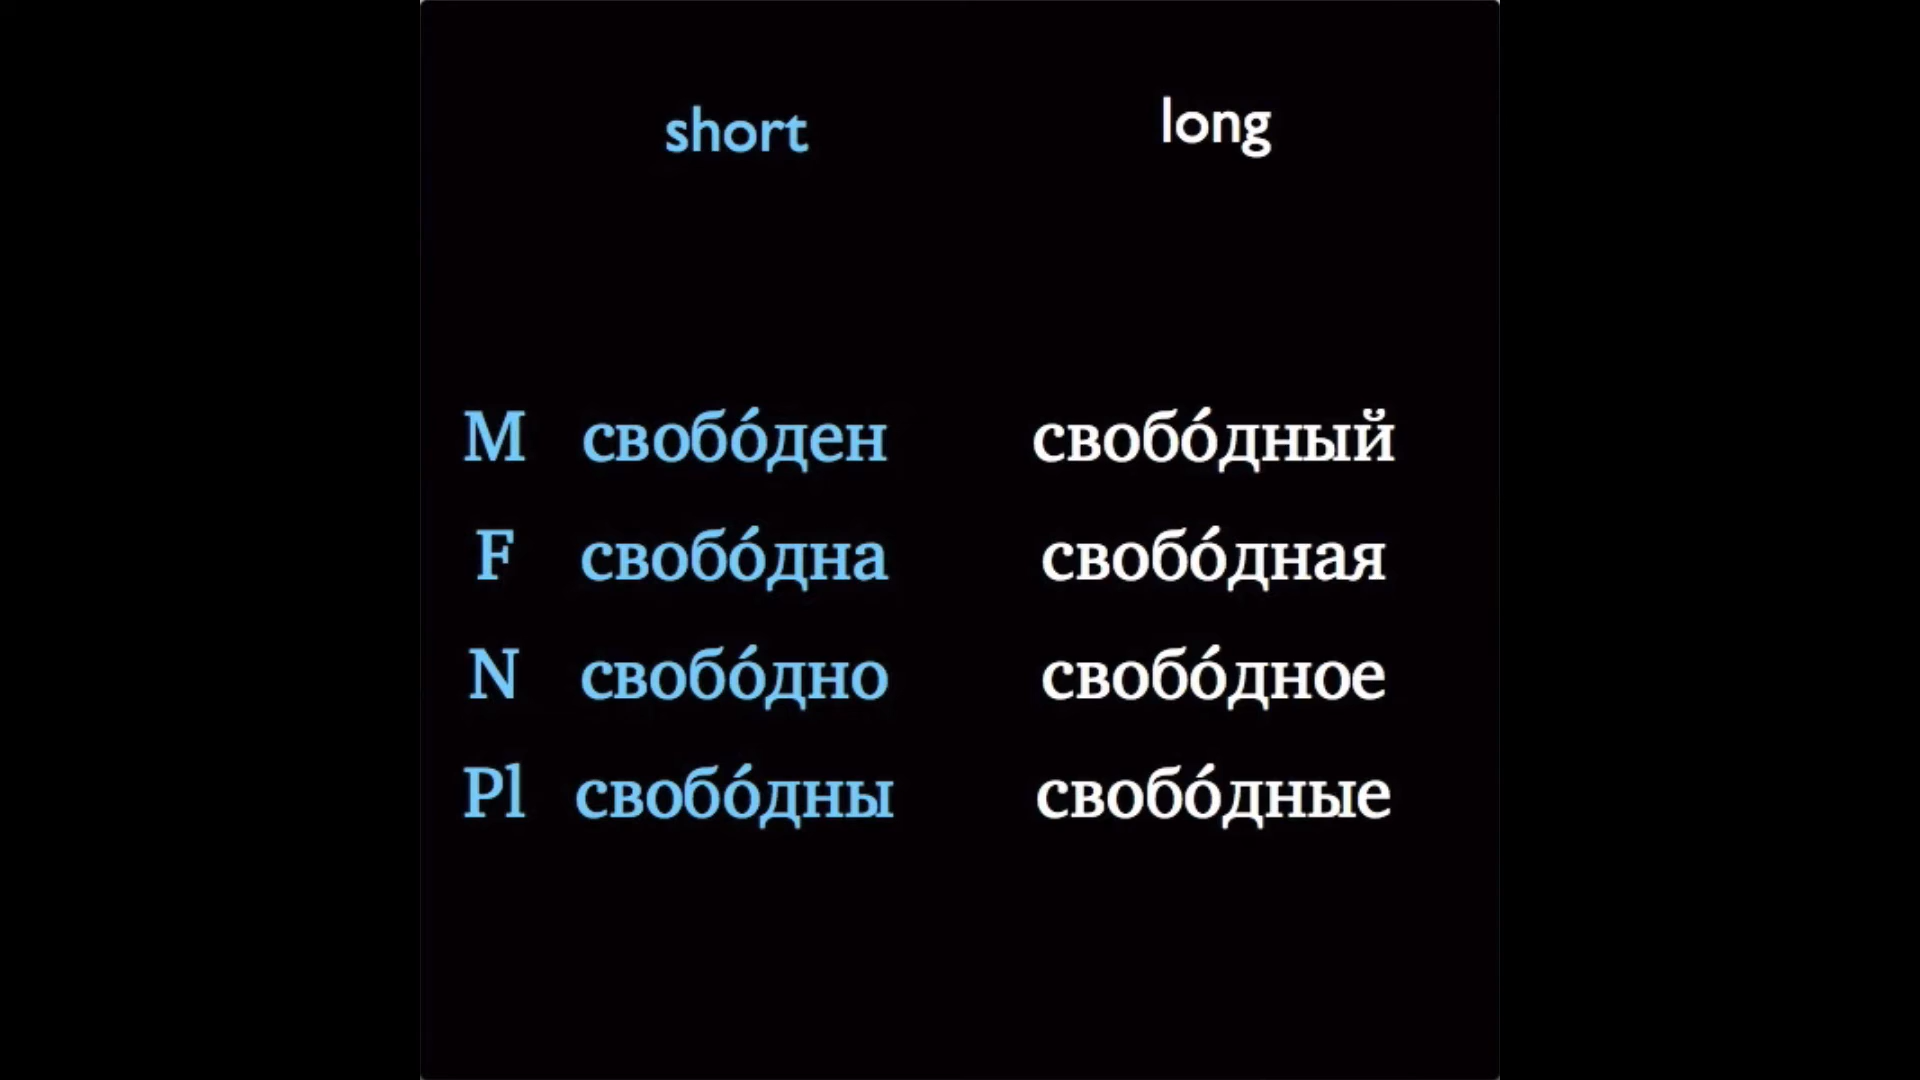 short long
M свобо́ден свобо́дный
F свобо́дна свобо́дная
N свобо́дно свобо́дное
Pl свобо́дны свобо́дные